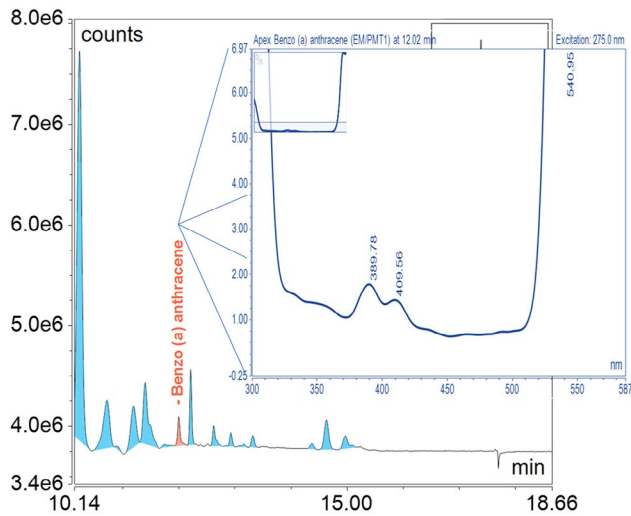 8.0e6
counts
7.0e6
6.0e6
5.0e6
4.0e6
3.4e6
10.14
15.00
18.66
min
- Benzo (a) anthracene
Apex Benzo (a) anthracene (EM/PMT1) at 12.02 min
Excitation: 275.0 nm
6.97
6.00
5.00
4.00
3.00
2.00
1.00
-0.25
%
389.78
409.56
540.95
nm
300
350
400
450
500
550
587